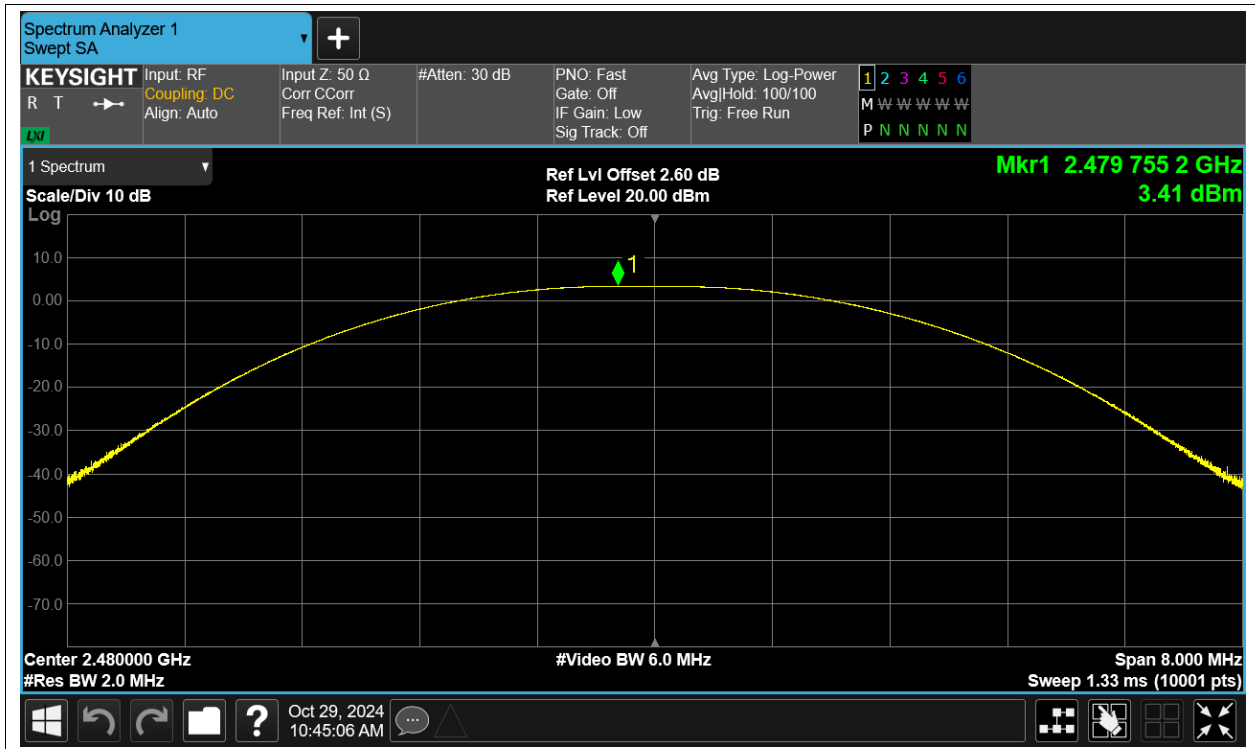 Spectrum Analyzer 1
Swept SA
KEYSIGHT
R T
LXI
Input: RF
Coupling: DC
Align: Auto
Input Z: 50 Ω
Corr CCorr
Freq Ref: Int (S)
#Atten: 30 dB
PNO: Fast
Gate: Off
IF Gain: Low
Sig Track: Off
Avg Type: Log-Power
Avg|Hold: 100/100
Trig: Free Run
1 2 3 4 5 6
M W W W W W W
P N N N N N
1 Spectrum
Scale/Div 10 dB
Ref Lvl Offset 2.60 dB
Ref Level 20.00 dBm
Mkr1 2.479 755 2 GHz
3.41 dBm
Log
10.0
0.00
-10.0
-20.0
-30.0
-40.0
-50.0
-60.0
-70.0
1
Center 2.480000 GHz
#Res BW 2.0 MHz
#Video BW 6.0 MHz
Span 8.000 MHz
Sweep 1.33 ms (10001 pts)
?
Oct 29, 2024
10:45:06 AM